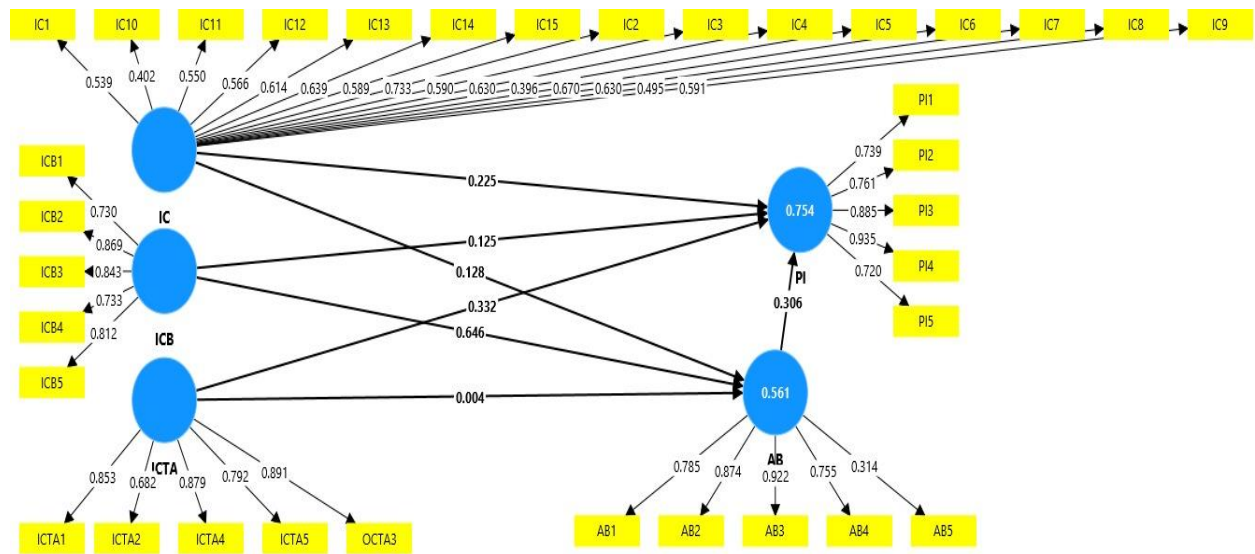 IC1 IC10 IC11 IC12 IC13 IC14 IC15 IC2 IC3 IC4 IC5 IC6 IC7 IC8 IC9
0.539 0.402 0.550 0.566 0.614 0.639 0.589 0.733 0.590 0.630 0.396 0.670 0.630 0.495 0.591
IC
ICB1
ICB2
ICB3
ICB4
ICB5
0.730
0.869
0.843
0.733
0.812
ICB
ICTA
0.853 0.682 0.879 0.792 0.891
ICTA1 ICTA2 ICTA4 ICTA5 OCTA3
0.225
0.125
0.128
0.332
0.646
0.004
0.754
PI
0.306
0.739
0.761
0.885
0.935
0.720
PI1
PI2
PI3
PI4
PI5
0.561
AB
0.785 0.874 0.922 0.755 0.314
AB1 AB2 AB3 AB4 AB5